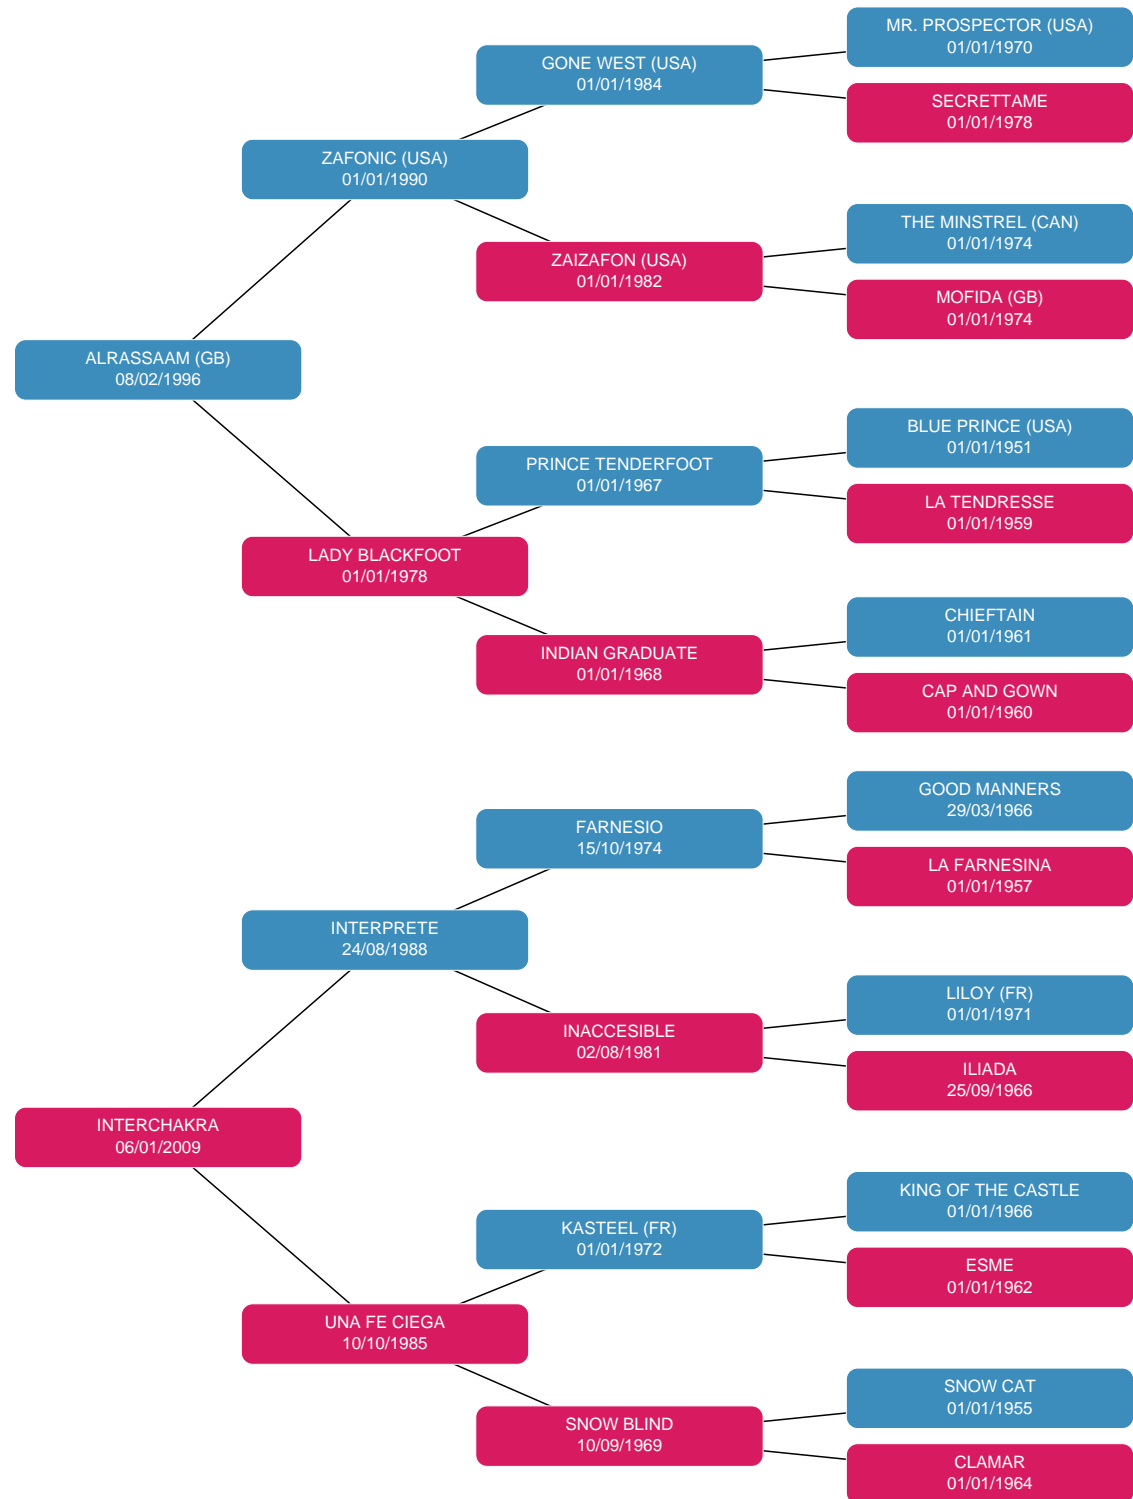 MR. PROSPECTOR (USA)
01/01/1970
GONE WEST (USA)
01/01/1984
SECRETTAME
01/01/1978
ZAFONIC (USA)
01/01/1990
THE MINSTREL (CAN)
01/01/1974
ZAIZAFON (USA)
01/01/1982
MOFIDA (GB)
01/01/1974
ALRASSAAM (GB)
08/02/1996
BLUE PRINCE (USA)
01/01/1951
PRINCE TENDERFOOT
01/01/1967
LA TENDRESSE
01/01/1959
LADY BLACKFOOT
01/01/1978
CHIEFTAIN
01/01/1961
INDIAN GRADUATE
01/01/1968
CAP AND GOWN
01/01/1960
GOOD MANNERS
29/03/1966
FARNESIO
15/10/1974
LA FARNESINA
01/01/1957
INTERPRETE
24/08/1988
LILOY (FR)
01/01/1971
INACCESIBLE
02/08/1981
ILIADA
25/09/1966
INTERCHAKRA
06/01/2009
KING OF THE CASTLE
01/01/1966
KASTEEL (FR)
01/01/1972
ESME
01/01/1962
UNA FE CIEGA
10/10/1985
SNOW CAT
01/01/1955
SNOW BLIND
10/09/1969
CLAMAR
01/01/1964